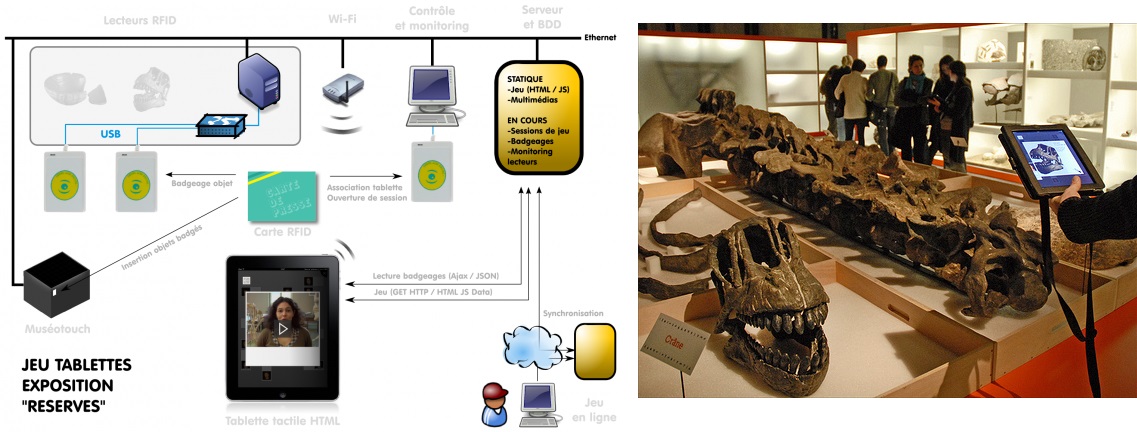 Lecteurs RFID
Wi-Fi
Contrôle
et monitoring
Serveur
et BDD
Ethernet
USB
STATIQUE
-Jeu (HTML / JS)
-Multimédias
EN COURS
-Sessions de jeu
-Badgeages
-Monitoring
lecteurs
Badgeage objet
CARTE
DE
PRESSE
Association tablette
Ouverture de session
Carte RFID
Insertion objets badgés
Muséotouch
Lecture badgeages (Ajax / JSON)
Jeu (GET HTTP / HTML JS Data)
Synchronisation
JEU TABLETTES
EXPOSITION
"RESERVES"
Tablette tactile HTML
Jeu
en ligne
Crâne